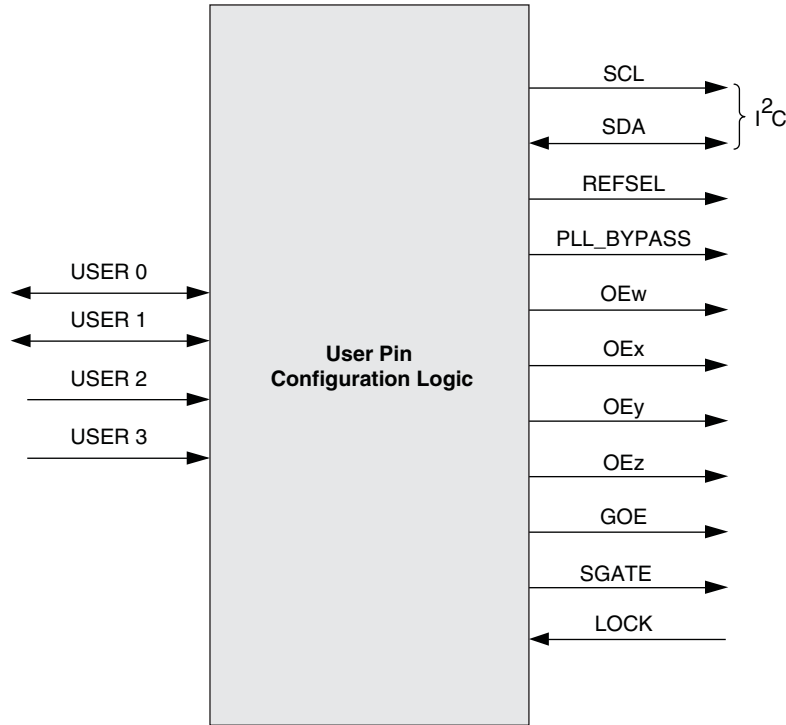 SCL
SDA
I2C
REFSEL
PLL_BYPASS
USER 0
OEw
USER 1
User Pin
Configuration Logic
OEx
USER 2
OEy
USER 3
OEz
GOE
SGATE
LOCK